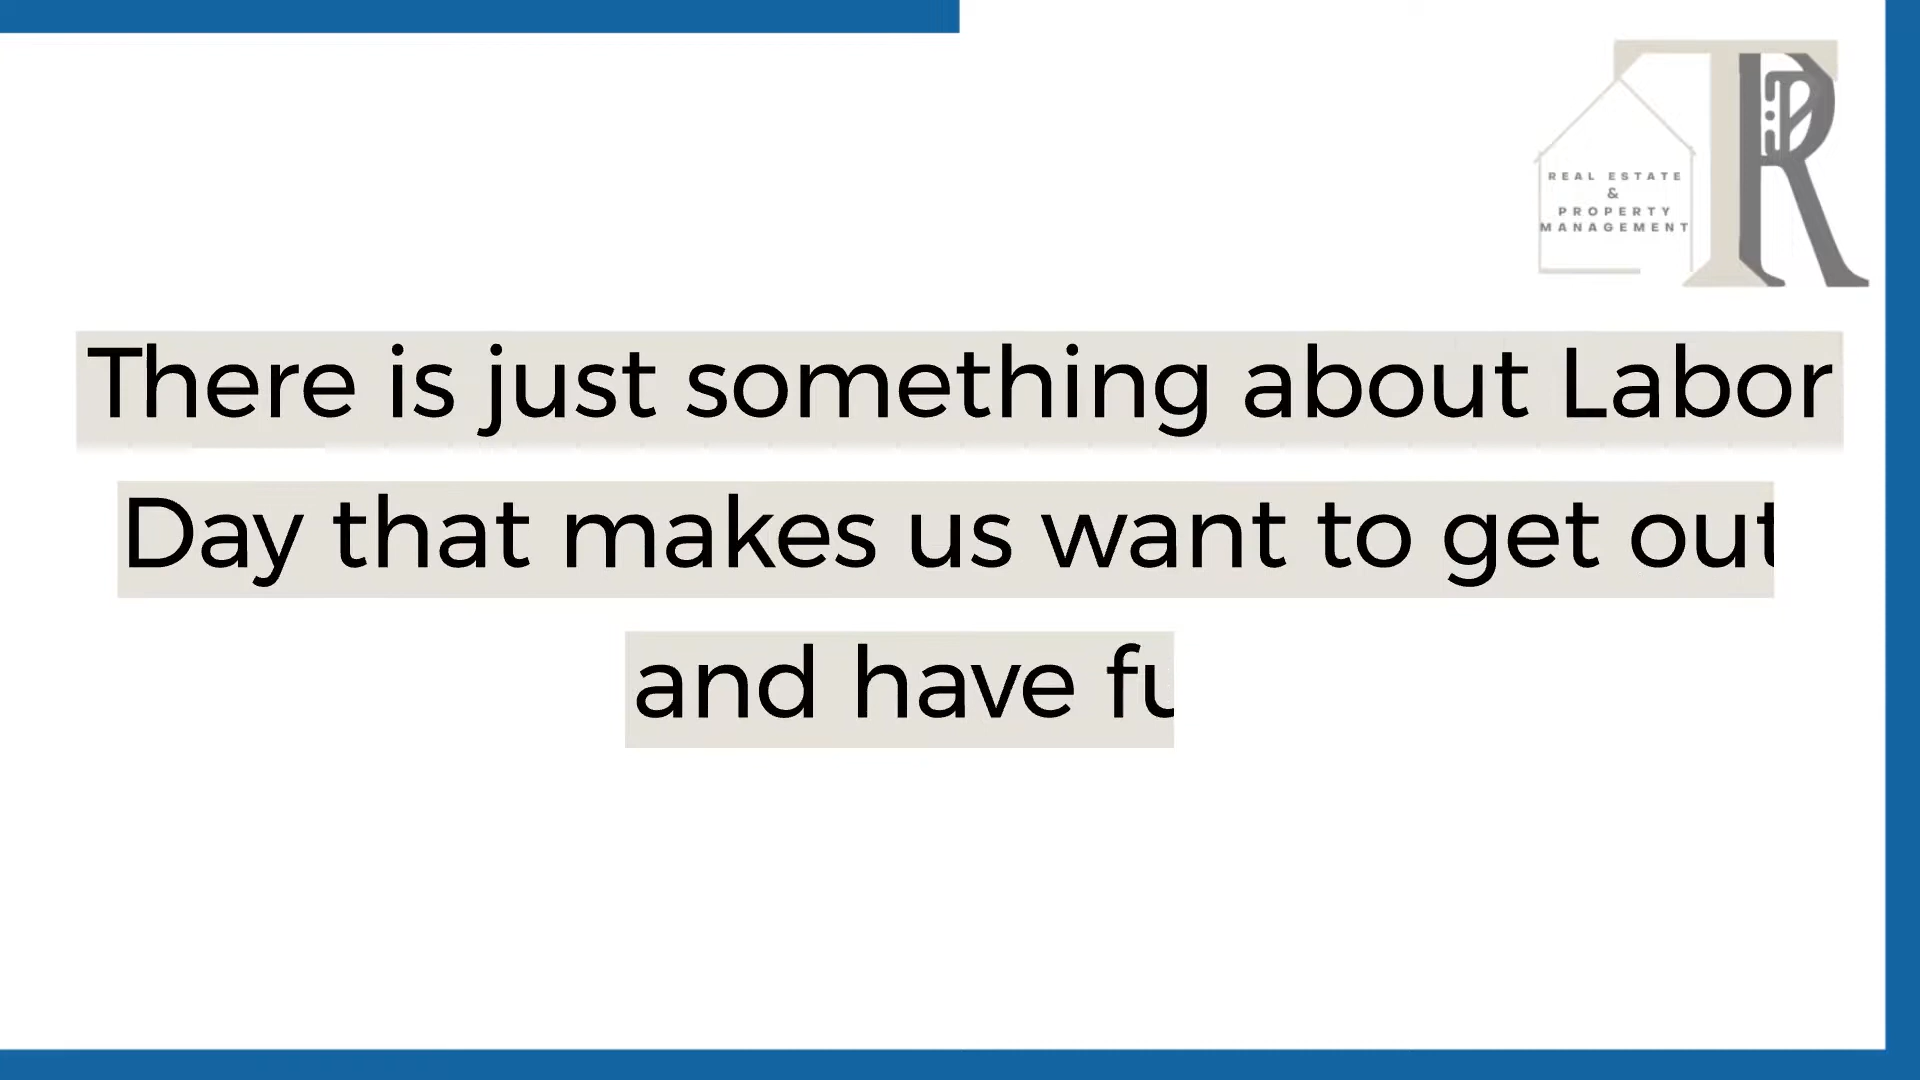 TR
REAL ESTATE
&
PROPERTY
MANAGEMENT
There is just something about Labor
Day that makes us want to get out
and have fu